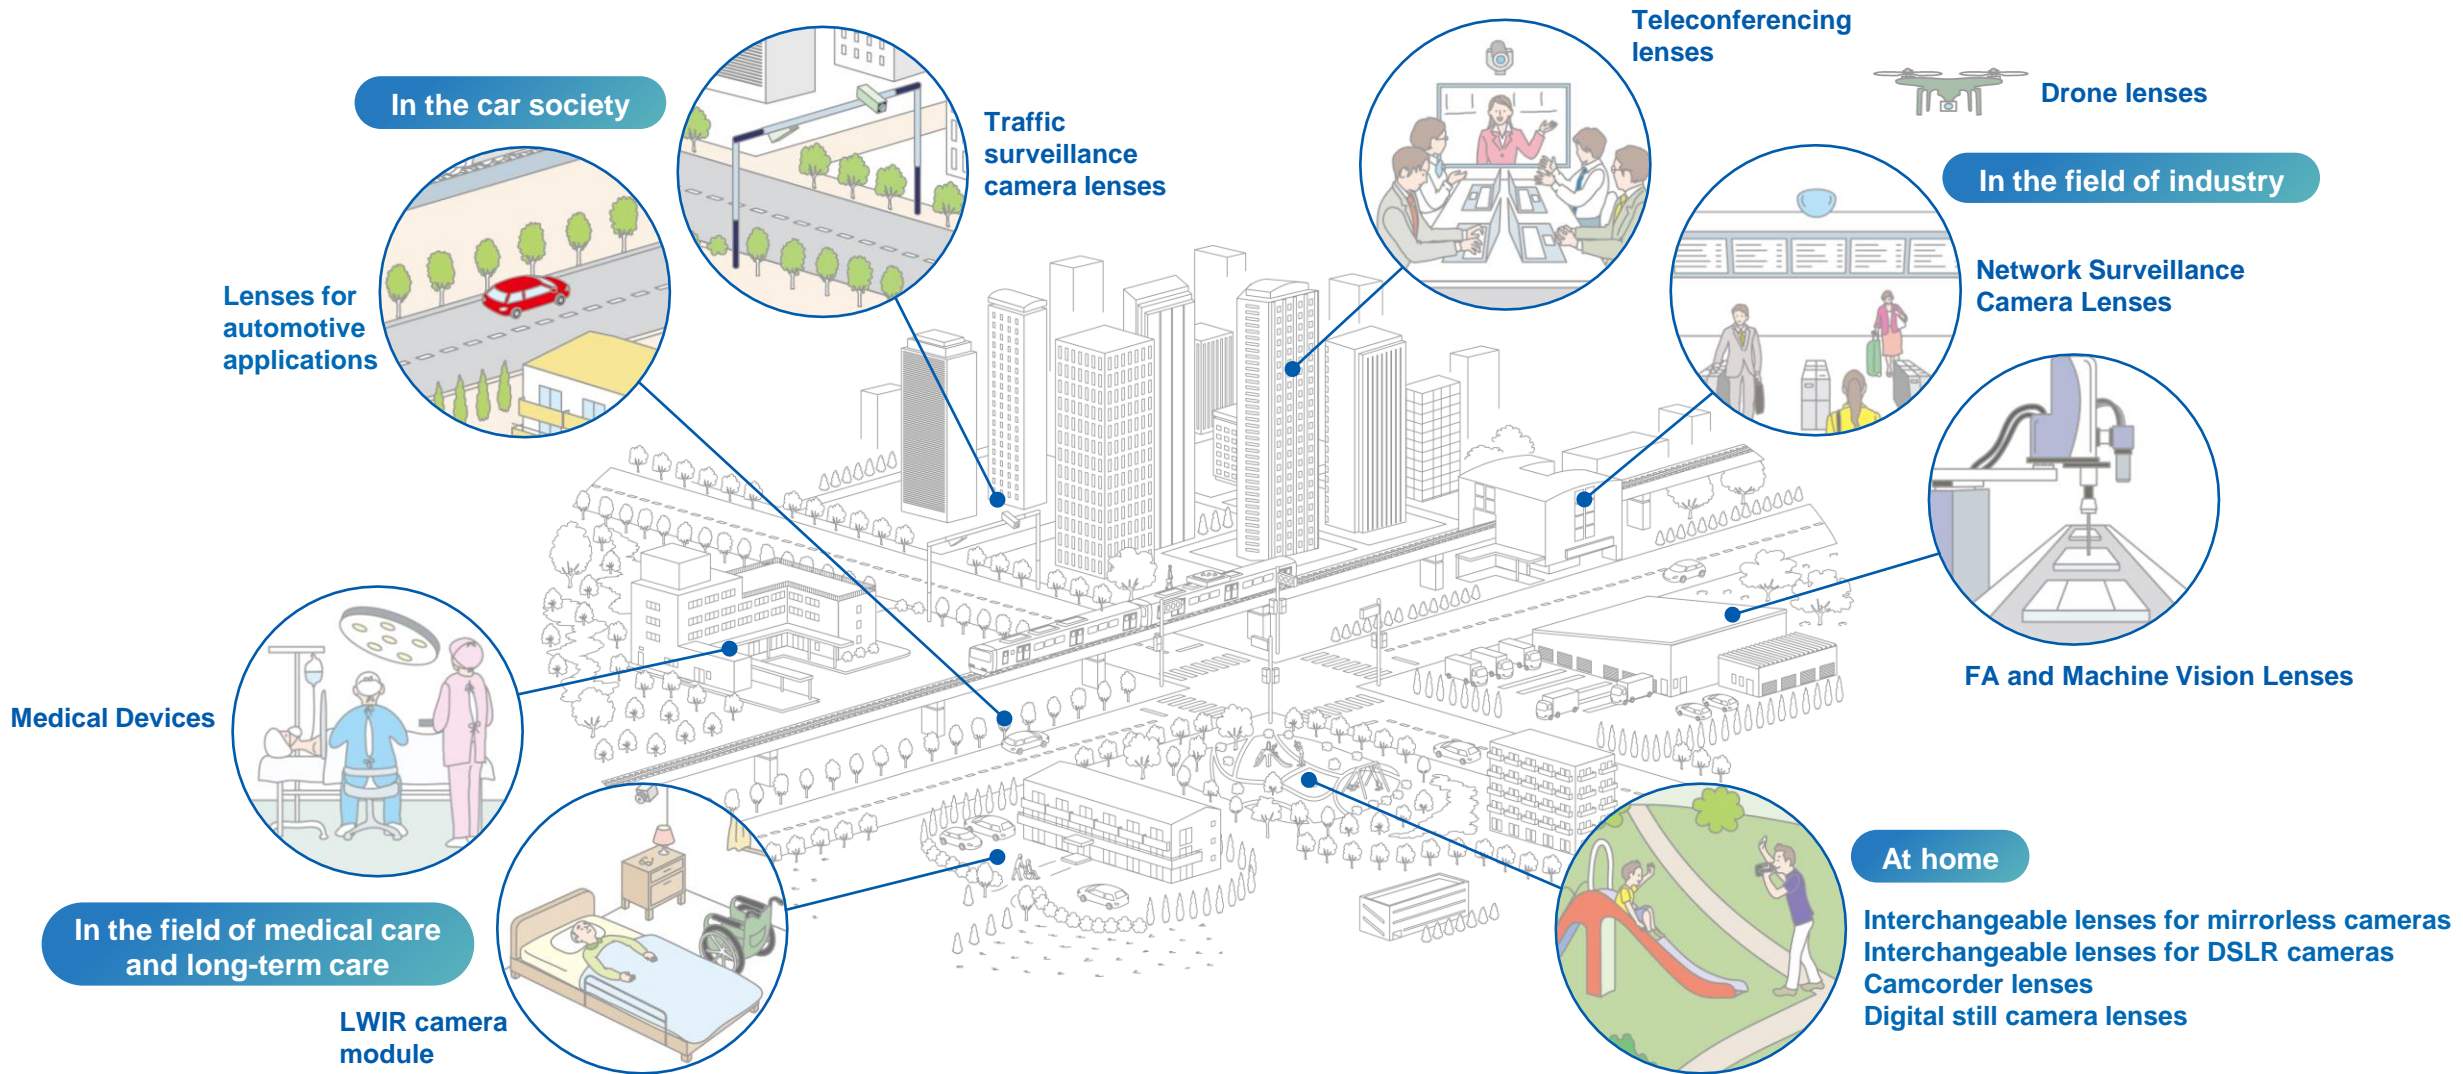 In the car society
Lenses for
automotive
applications
Traffic
surveillance
camera lenses
Teleconferencing
lenses
Drone lenses
In the field of industry
Network Surveillance
Camera Lenses
FA and Machine Vision Lenses
Medical Devices
In the field of medical care
and long-term care
LWIR camera
module
At home
Interchangeable lenses for mirrorless cameras
Interchangeable lenses for DSLR cameras
Camcorder lenses
Digital still camera lenses